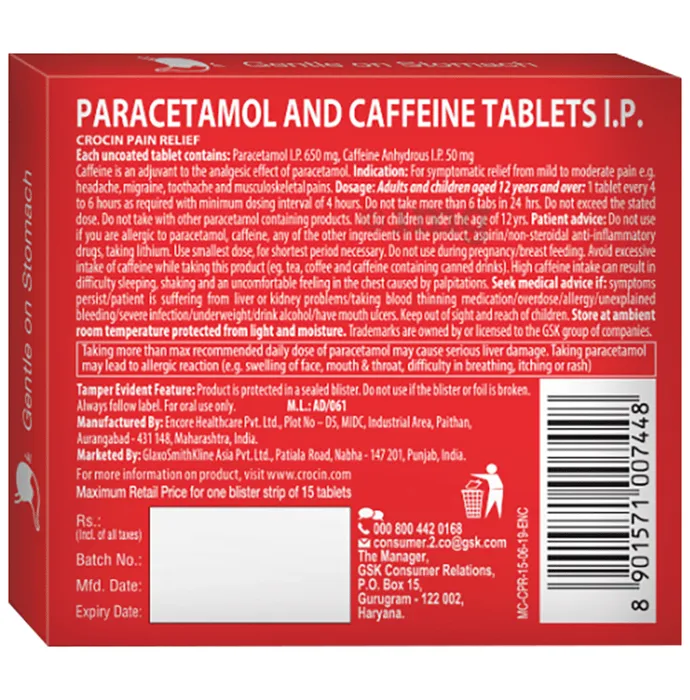 Gentle on Stomach
PARACETAMOL AND CAFFEINE TABLETS I.P.
CROCIN PAIN RELIEF
Each uncoated tablet contains: Paracetamol I.P. 650 mg, Caffeine Anhydrous I.P. 50 mg
Caffeine is an adjuvant to the analgesic effect of paracetamol. Indication: For symptomatic relief from mild to moderate pain e.g.
headache, migraine, toothache and musculoskeletal pains. Dosage: Adults and children aged 12 years and over: 1 tablet every 4
to 6 hours as required with minimum dosing interval of 4 hours. Do not take more than 6 tabs in 24 hrs. Do not exceed the stated
dose. Do not take with other paracetamol containing products. Not for children under the age of 12 yrs. Patient advice: Do not use
if you are allergic to paracetamol, caffeine, any of the other ingredients in the product, aspirin/non-steroidal anti-inflammatory
drugs, taking lithium. Use smallest dose, for shortest period necessary. Do not use during pregnancy/breast feeding. Avoid excessive
intake of caffeine while taking this product (eg. tea, coffee and caffeine containing canned drinks). High caffeine intake can result in
difficulty sleeping, shaking and an uncomfortable feeling in the chest caused by palpitations. Seek medical advice if: symptoms
persist/patient is suffering from liver or kidney problems/taking blood thinning medication/overdose/allergy/unexplained
bleeding/severe infection/underweight/drink alcohol/have mouth ulcers. Keep out of sight and reach of children. Store at ambient
room temperature protected from light and moisture. Trademarks are owned by or licensed to the GSK group of companies.
Taking more than max recommended daily dose of paracetamol may cause serious liver damage. Taking paracetamol
may lead to allergic reaction (e.g. swelling of face, mouth & throat, difficulty in breathing, itching or rash)
Tamper Evident Feature: Product is protected in a sealed blister. Do not use if the blister or foil is broken.
Always follow label. For oral use only. M.L.: AD/061
Manufactured By: Encore Healthcare Pvt. Ltd., Plot No – D5, MIDC, Industrial Area, Paithan,
Aurangabad - 431 148, Maharashtra, India.
Marketed By: GlaxoSmithKline Asia Pvt. Ltd., Patiala Road, Nabha - 147 201, Punjab, India.
For more information on product, visit www.crocin.com
Maximum Retail Price for one blister strip of 15 tablets
Rs.:
(Incl. of all taxes)
Batch No.:
Mfd. Date:
Expiry Date:
000 800 442 0168
consumer.2.co@gsk.com
The Manager,
GSK Consumer Relations,
P.O. Box 15,
Gurugram - 122 002,
Haryana.
MC-CPR-15-06-19-ENC
8 901571 007448
Gentle on Stomach